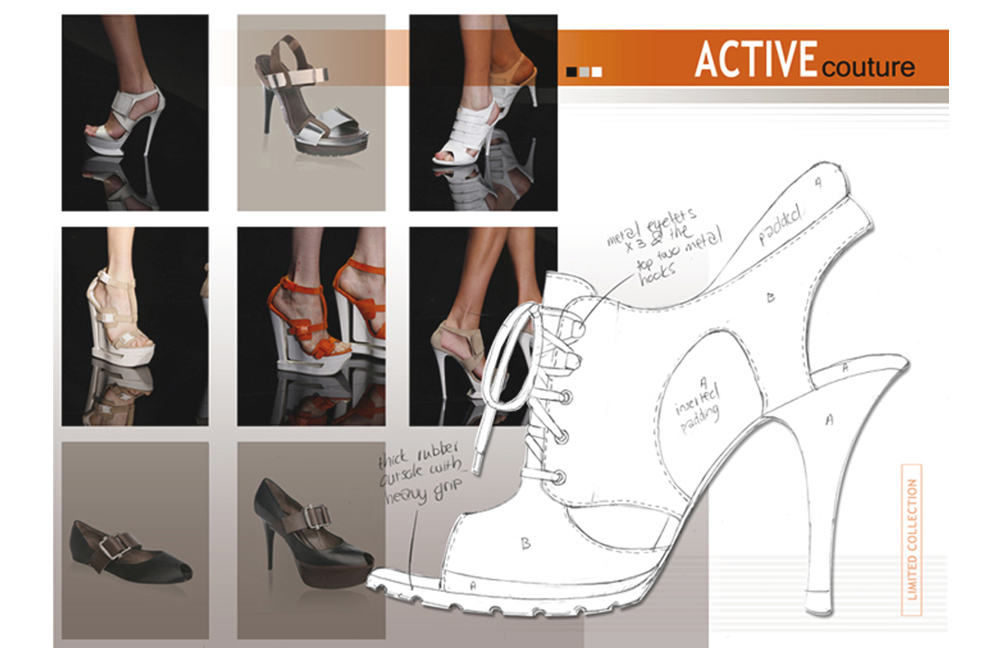 ACTIVE couture
A
padded
metal eyelets
x 3 & the
top two metal
hooks
B
A
A
inserted
padding
A
thick rubber
outsole with
heavy grip
B
A
LIMITED COLLECTION